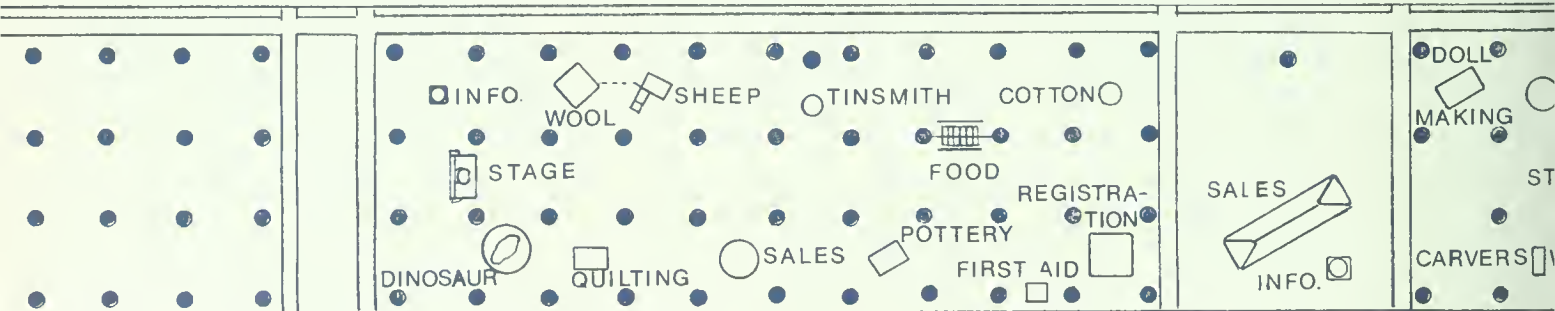 INFO.
WOOL
SHEEP
TINSMITH
COTTON
DOLL
MAKING
STAGE
FOOD
REGISTRA-
TION
SALES
ST
DINOSAUR
QUILTING
SALES
POTTERY
FIRST AID
INFO.
CARVERS